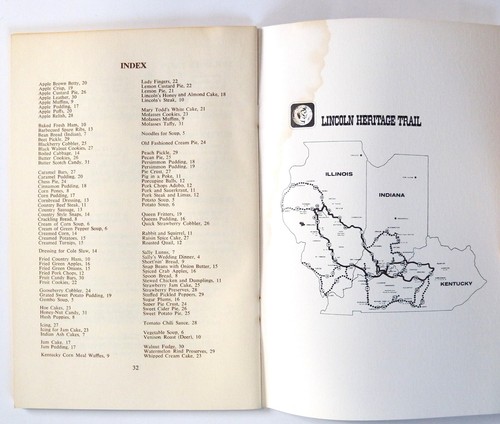 INDEX
Apple Brown Betty, 20
Apple Crisp, 19
Apple Custard Pie, 24
Apple Leather, 30
Apple Muffins, 9
Apple Pudding, 17
Apple Puffs, 20
Apple Relish, 28
Baked Fresh Ham, 10
Barbecued Spare Ribs, 13
Bean Bread (Indian), 7
Beet Pickle, 29
Blackberry Cobbler, 25
Black Walnut Cookies, 27
Boiled Cabbage, 14
Butter Cookies, 26
Butter Scotch Candy, 31
Caramel Bars, 27
Caramel Pudding, 20
Chess Pie, 24
Cinnamon Pudding, 18
Corn Pones, 8
Corn Pudding, 16
Cornbread Dressing, 15
Country Beef Steak, 13
Country Sausage, 13
Country Style Snaps, 14
Crackling Bread, 8
Cream of Corn Soup, 6
Cream of Green Pepper Soup, 6
Creamed Corn, 14
Creamed Potatoes, 15
Creamed Turnips, 15
Dressing for Cole Slaw, 14
Fried Country Ham, 10
Fried Green Apples, 15
Fried Green Onions, 15
Fried Pork Chops, 12
Fruit Candy Bars, 30
Fruit Cookies, 22
Gooseberry Cobbler, 24
Grated Sweet Potato Pudding, 19
Gumbo Soup, 5
Hoe Cakes, 21
Honey-Nut Candy, 31
Hush Puppies, 8
Icing, 27
Icing for Jam Cake, 23
Indian Ash Cakes, 7
Jam Cake, 17
Jam Pudding, 17
Kentucky Corn Meal Waffles, 9
Lady Fingers, 22
Lemon Custard Pie, 22
Lemon Pie, 21
Lincoln's Honey and Almond Cake, 18
Lincoln's Steak, 10
Mary Todd's White Cake, 21
Molasses Cookies, 21
Molasses Muffins, 9
Molasses Taffy, 31
Noodles for Soup, 5
Old Fashioned Cream Pie, 24
Peach Pickle, 29
Pecan Pie, 23
Persimmon Pudding, 18
Persimmon Pudding, 19
Pie Crust, 23
Pig in a Poke, 11
Porcupine Balls, 12
Pork Chops Adobo, 12
Pork and Sauerkraut, 11
Pork Steak and Limas, 12
Potato Soup, 5
Potato Soup, 6
Queen Fritters, 19
Queen Pudding, 16
Quick Strawberry Cobbler, 26
Rabbit and Squirrel, 11
Raisin Spice Cake, 27
Roasted Quail, 12
Sally Lunns, 7
Sally's Wedding Dinner, 4
Short'nin' Bread, 9
Soup Beans with Onion Butter, 15
Spiced Crab Apples, 16
Spoon Bread, 8
Stewed Chicken and Dumplings, 11
Strawberry Jam Cake, 25
Strawberry Preserves, 28
Stuffed Pickled Peppers, 29
Sugar Plums, 16
Super Pie Crust, 24
Sweet Cider Pie, 26
Sweet Potato Pie, 25
Tomato Chili Sauce, 28
Vegetable Soup, 6
Venison Roast (Deer), 10
Walnut Fudge, 30
Watermelon Rind Preserves, 29
Whipped Cream Cake, 23
32
LINCOLN HERITAGE TRAIL
ILLINOIS
INDIANA
KENTUCKY